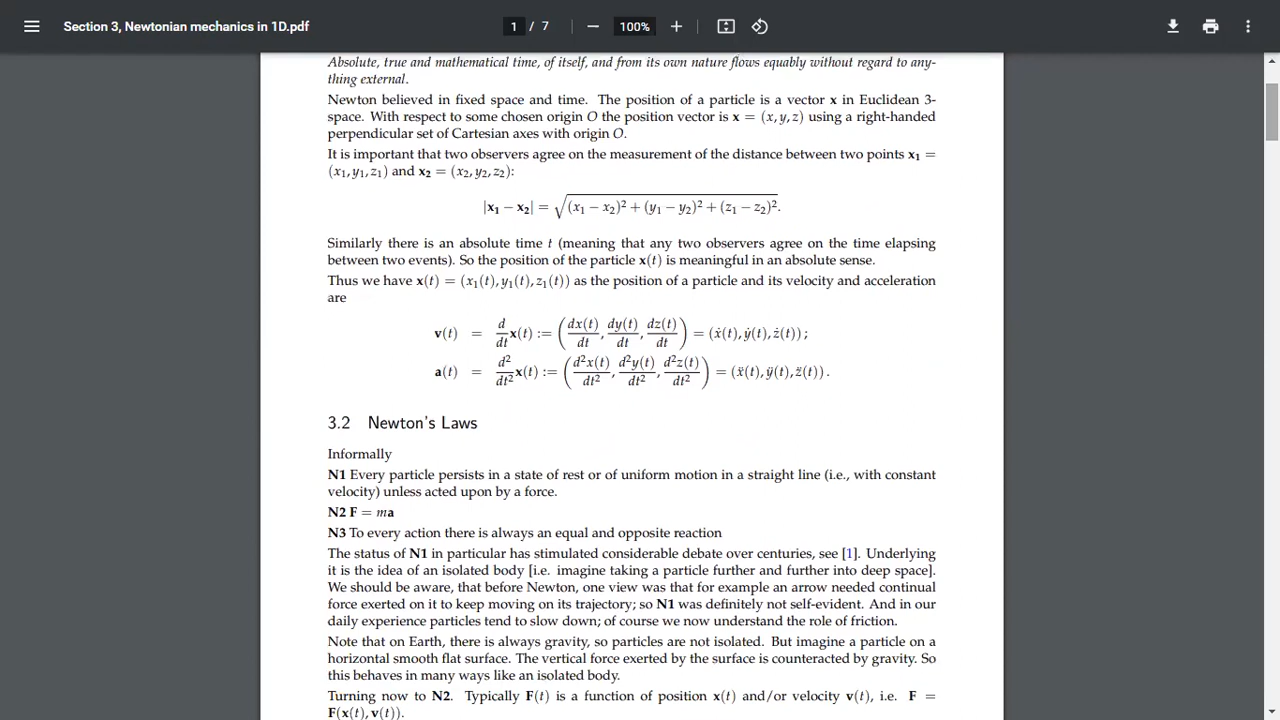 Section 3, Newtonian mechanics in 1D.pdf
1 / 7
100%
Absolute, true and mathematical time, of itself, and from its own nature flows equably without regard to any-
thing external.
Newton believed in fixed space and time. The position of a particle is a vector x in Euclidean 3-
space. With respect to some chosen origin O the position vector is x = (x, y, z) using a right-handed
perpendicular set of Cartesian axes with origin O.
It is important that two observers agree on the measurement of the distance between two points x₁ =
(x₁, y₁, z₁) and x₂ = (x₂, y₂, z₂):
|x₁ − x₂| = √(x₁ − x₂)² + (y₁ − y₂)² + (z₁ − z₂)².
Similarly there is an absolute time t (meaning that any two observers agree on the time elapsing
between two events). So the position of the particle x(t) is meaningful in an absolute sense.
Thus we have x(t) = (x₁(t), y₁(t), z₁(t)) as the position of a particle and its velocity and acceleration
are
v(t) = d/dt x(t) := (dx(t)/dt, dy(t)/dt, dz(t)/dt) = (ẋ(t), ẏ(t), ż(t));
a(t) = d²/dt² x(t) := (d²x(t)/dt², d²y(t)/dt², d²z(t)/dt²) = (ẍ(t), ÿ(t), z̈(t)).
3.2 Newton's Laws
Informally
N1 Every particle persists in a state of rest or of uniform motion in a straight line (i.e., with constant
velocity) unless acted upon by a force.
N2 F = ma
N3 To every action there is always an equal and opposite reaction
The status of N1 in particular has stimulated considerable debate over centuries, see [1]. Underlying
it is the idea of an isolated body [i.e. imagine taking a particle further and further into deep space].
We should be aware, that before Newton, one view was that for example an arrow needed continual
force exerted on it to keep moving on its trajectory; so N1 was definitely not self-evident. And in our
daily experience particles tend to slow down; of course we now understand the role of friction.
Note that on Earth, there is always gravity, so particles are not isolated. But imagine a particle on a
horizontal smooth flat surface. The vertical force exerted by the surface is counteracted by gravity. So
this behaves in many ways like an isolated body.
Turning now to N2. Typically F(t) is a function of position x(t) and/or velocity v(t), i.e. F =
F(x(t), v(t)).